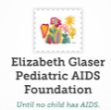 Elizabeth Glaser
Pediatric AIDS
Foundation
Until no child has AIDS.